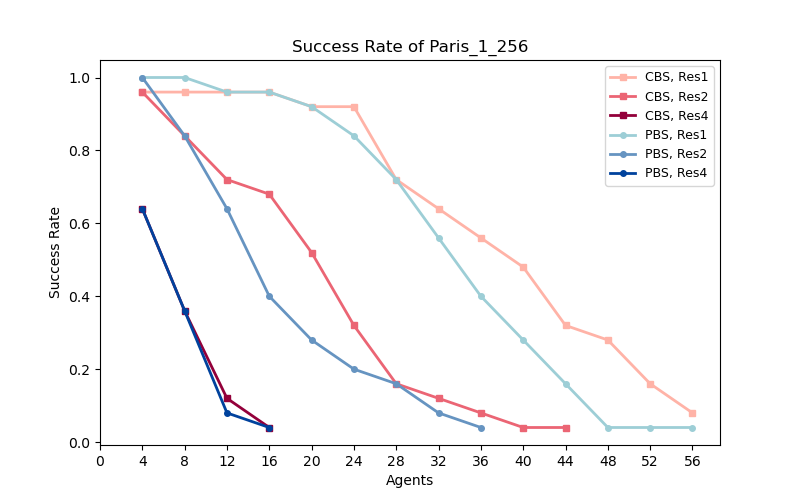 Success Rate of Paris_1_256
Success Rate
1.0
0.8
0.6
0.4
0.2
0.0
CBS, Res1
CBS, Res2
CBS, Res4
PBS, Res1
PBS, Res2
PBS, Res4
0 4 8 12 16 20 24 28 32 36 40 44 48 52 56
Agents